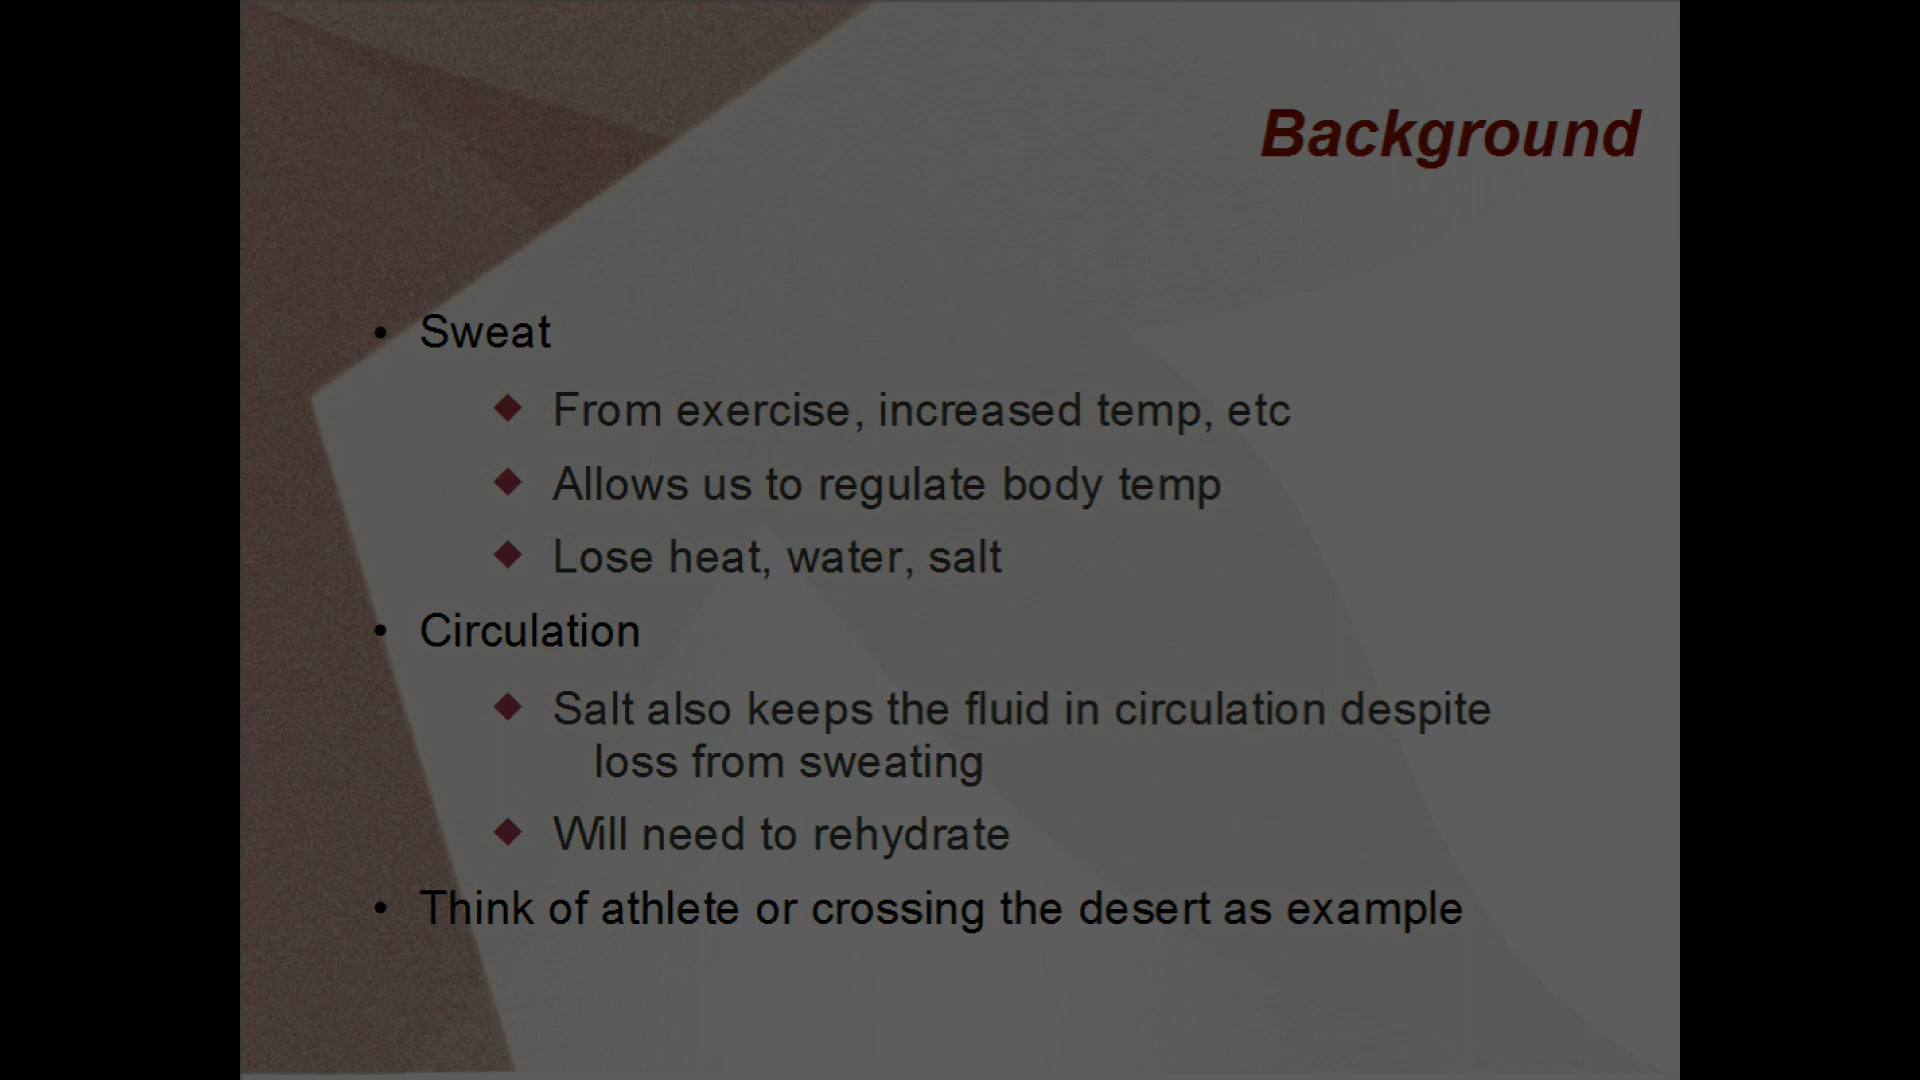 Background
• Sweat
◆ From exercise, increased temp, etc
◆ Allows us to regulate body temp
◆ Lose heat, water, salt
• Circulation
◆ Salt also keeps the fluid in circulation despite
loss from sweating
◆ Will need to rehydrate
• Think of athlete or crossing the desert as example